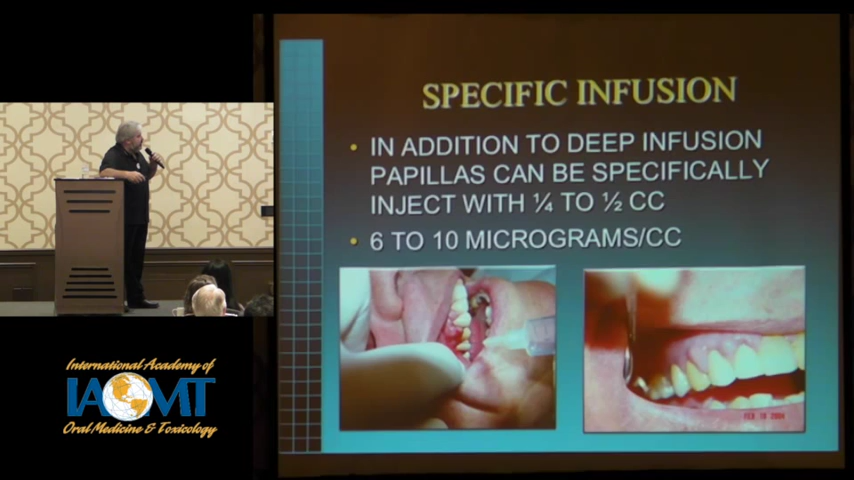 SPECIFIC INFUSION
• IN ADDITION TO DEEP INFUSION
PAPILLAS CAN BE SPECIFICALLY
INJECT WITH ¼ TO ½ CC
• 6 TO 10 MICROGRAMS/CC
FEB 18 2004
International Academy of
IAOMT
Oral Medicine & Toxicology